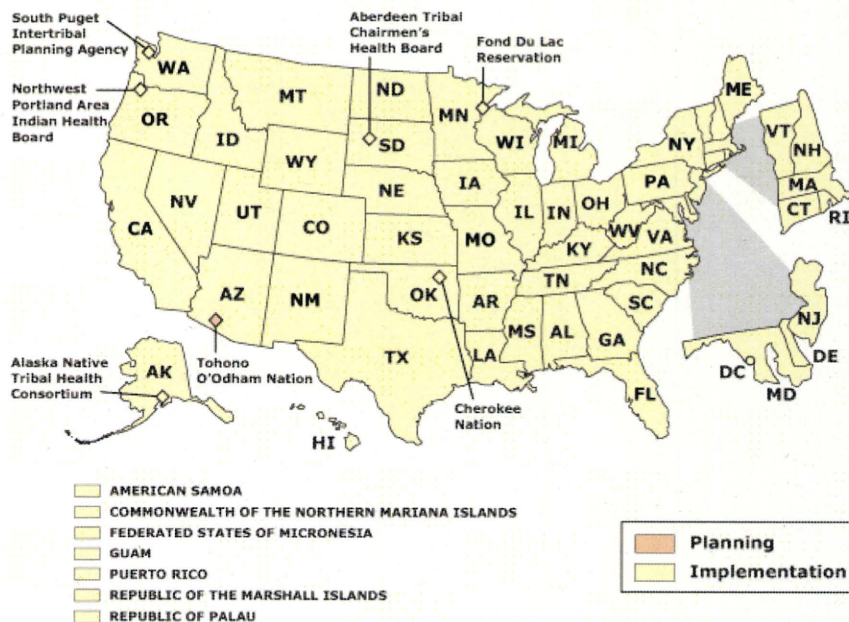 South Puget
Intertribal
Planning Agency
Northwest
Portland Area
Indian Health
Board
Aberdeen Tribal
Chairmen's
Health Board
Fond Du Lac
Reservation
WA
OR
ID
MT
ND
SD
MN
WI
MI
NY
ME
VT
NH
MA
CT
RI
WY
NE
IA
PA
CA
NV
UT
CO
KS
MO
IL
IN
OH
WV
VA
KY
NC
TN
SC
AZ
NM
OK
AR
MS
AL
GA
LA
TX
FL
NJ
DE
MD
DC
Alaska Native
Tribal Health
Consortium
AK
Tohono
O'Odham Nation
Cherokee
Nation
HI
AMERICAN SAMOA
COMMONWEALTH OF THE NORTHERN MARIANA ISLANDS
FEDERATED STATES OF MICRONESIA
GUAM
PUERTO RICO
REPUBLIC OF THE MARSHALL ISLANDS
REPUBLIC OF PALAU
Planning
Implementation